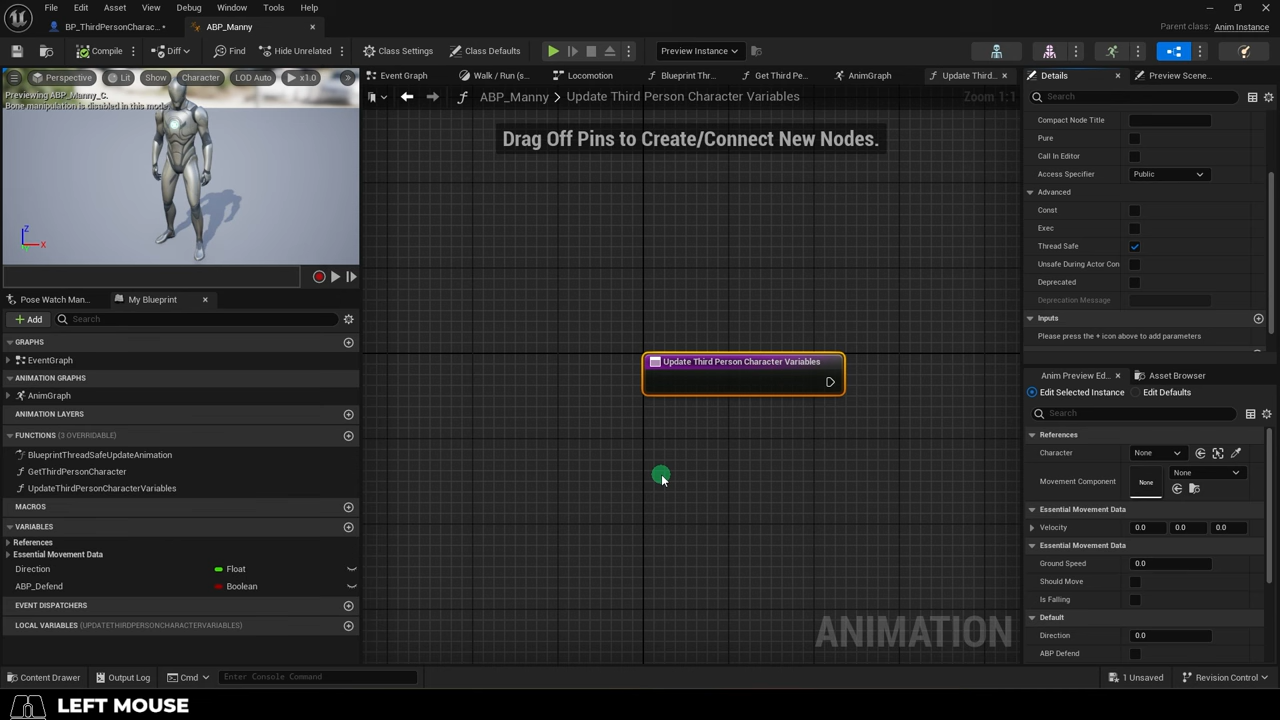 File Edit Asset View Debug Window Tools Help
BP_ThirdPersonCharac...•
ABP_Manny
Parent class: Anim Instance
Compile
Diff
Find
Hide Unrelated
Class Settings
Class Defaults
Preview Instance
Perspective
Lit
Show
Character
LOD Auto
x1.0
Previewing ABP_Manny_C.
Bone manipulation is disabled in this mode
Z
X
Event Graph
Walk / Run (s...
Locomotion
Blueprint Thr...
Get Third Pe...
AnimGraph
Update Third...
ABP_Manny > Update Third Person Character Variables
Zoom 1:1
Drag Off Pins to Create/Connect New Nodes.
Update Third Person Character Variables
ANIMATION
Pose Watch Man...
My Blueprint
Add
Search
GRAPHS
EventGraph
ANIMATION GRAPHS
AnimGraph
ANIMATION LAYERS
FUNCTIONS (3 OVERRIDABLE)
BlueprintThreadSafeUpdateAnimation
GetThirdPersonCharacter
UpdateThirdPersonCharacterVariables
MACROS
VARIABLES
References
Essential Movement Data
Direction Float
ABP_Defend Boolean
EVENT DISPATCHERS
LOCAL VARIABLES (UPDATETHIRDPERSONCHARACTERVARIABLES)
Details
Preview Scene...
Search
Compact Node Title
Pure
Call In Editor
Access Specifier Public
Advanced
Const
Exec
Thread Safe
Unsafe During Actor Con
Deprecated
Deprecation Message
Inputs
Please press the + icon above to add parameters
Anim Preview Ed...
Asset Browser
Edit Selected Instance
Edit Defaults
Search
References
Character None
Movement Component None None
Essential Movement Data
Velocity 0.0 0.0 0.0
Essential Movement Data
Ground Speed 0.0
Should Move
Is Falling
Default
Direction 0.0
ABP Defend
Content Drawer
Output Log
Cmd
Enter Console Command
1 Unsaved
Revision Control
LEFT MOUSE